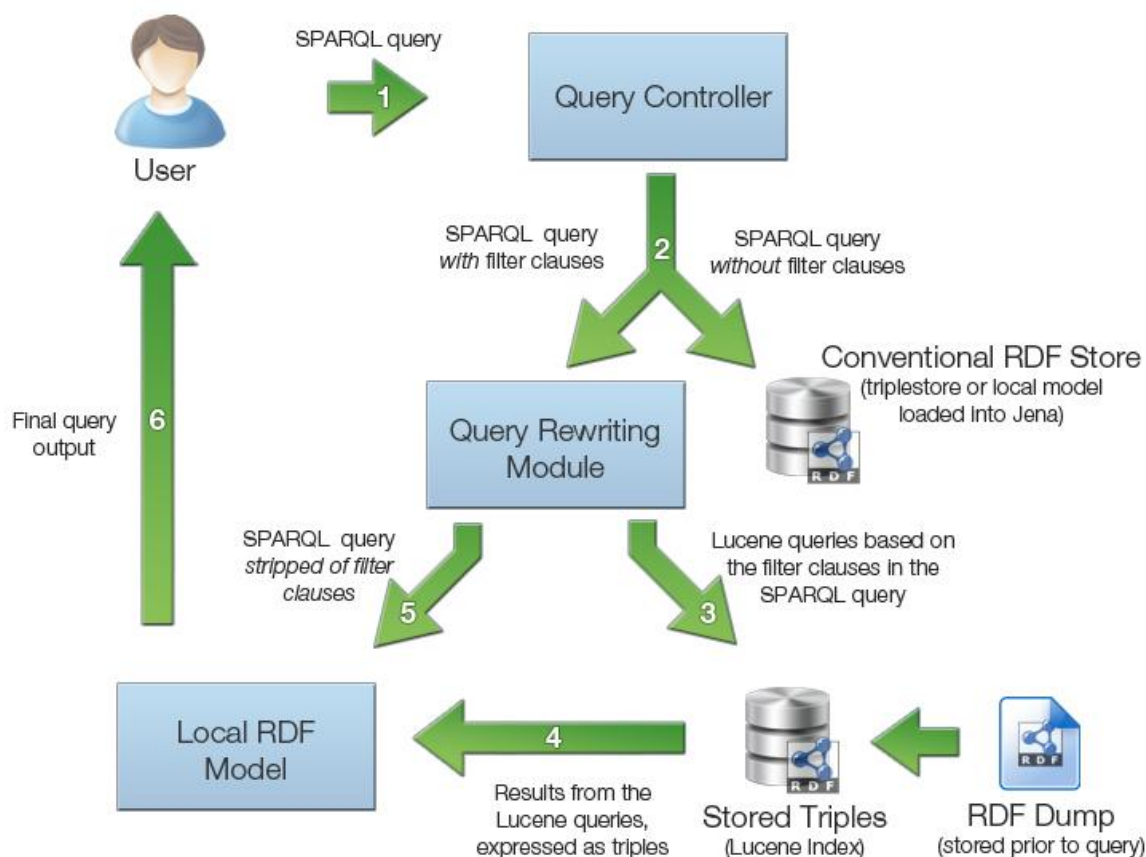 SPARQL query
1
Query Controller
User
SPARQL query
with filter clauses
2
SPARQL query
without filter clauses
Conventional RDF Store
(triplestore or local model
loaded into Jena)
RDF
Query Rewriting
Module
6
Final query
output
SPARQL query
stripped of filter
clauses
5
Lucene queries based on
the filter clauses in the
SPARQL query
3
Local RDF
Model
4
Results from the
Lucene queries,
expressed as triples
RDF
Stored Triples
(Lucene Index)
RDF
RDF Dump
(stored prior to query)